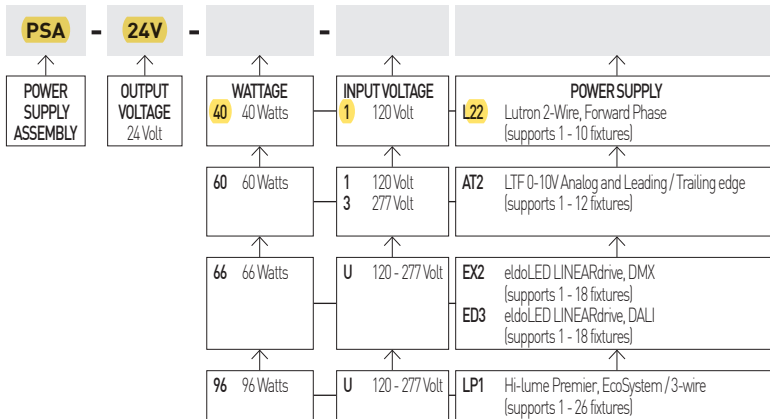 PSA - 24V - -
POWER SUPPLY ASSEMBLY
OUTPUT VOLTAGE
24 Volt
WATTAGE
40 40 Watts
INPUT VOLTAGE
1 120 Volt
POWER SUPPLY
L22 Lutron 2-Wire, Forward Phase
(supports 1 - 10 fixtures)
60 60 Watts
1 120 Volt
3 277 Volt
AT2 LTF 0-10V Analog and Leading / Trailing edge
(supports 1 - 12 fixtures)
66 66 Watts
U 120 - 277 Volt
EX2 eldoLED LINEARdrive, DMX
(supports 1 - 18 fixtures)
ED3 eldoLED LINEARdrive, DALI
(supports 1 - 18 fixtures)
96 96 Watts
U 120 - 277 Volt
LP1 Hi-lume Premier, EcoSystem / 3-wire
(supports 1 - 26 fixtures)